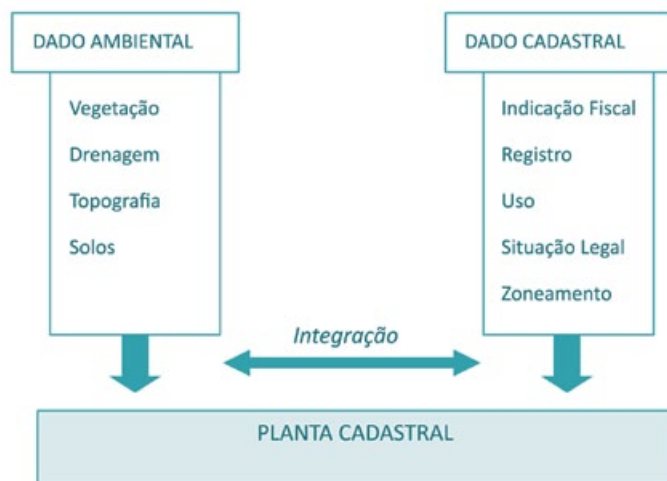 DADO AMBIENTAL
Vegetação
Drenagem
Topografia
Solos
DADO CADASTRAL
Indicação Fiscal
Registro
Uso
Situação Legal
Zoneamento
Integração
PLANTA CADASTRAL